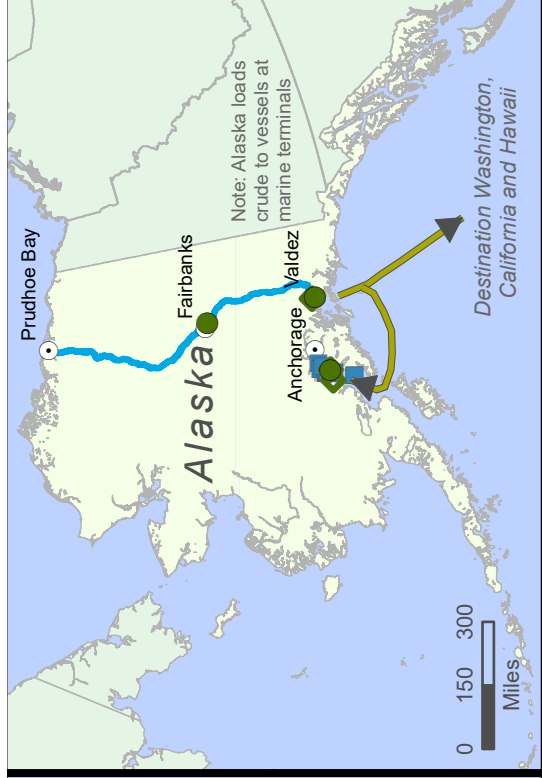 Prudhoe Bay
Fairbanks
Alaska
Note: Alaska loads
crude to vessels at
marine terminals
Valdez
Anchorage
Destination Washington,
California and Hawaii
0 150 300
Miles